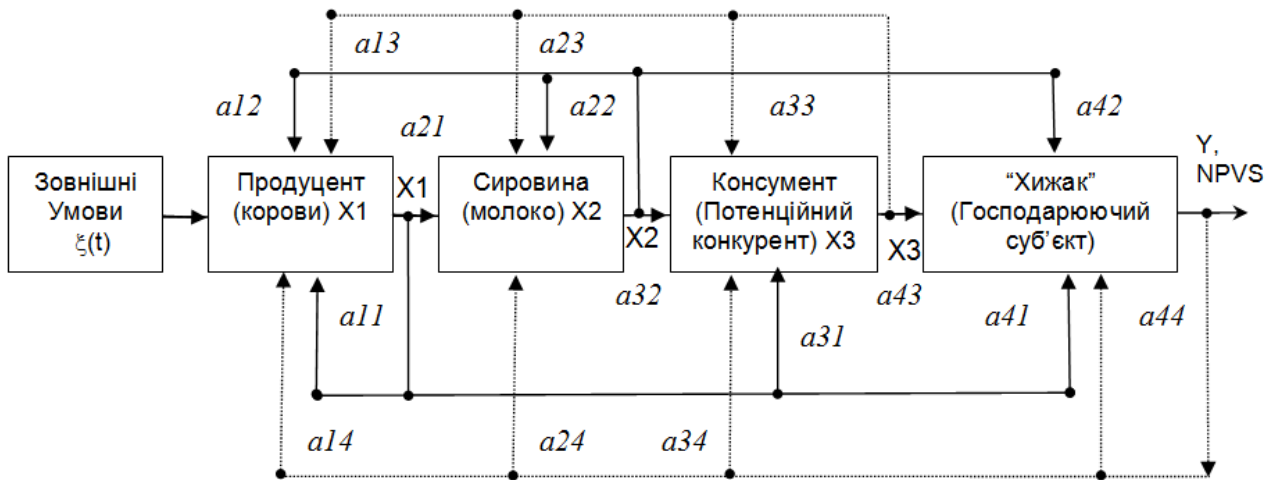 a13
a23
a12
a21
a22
a33
a42
Зовнішні
Умови
ξ(t)
Продуцент
(корови) X1
X1
Сировина
(молоко) X2
X2
Консумент
(Потенційний
конкурент) X3
X3
“Хижак”
(Господарюючий
суб’єкт)
Y,
NPVS
a11
a32
a31
a43
a41
a44
a14
a24
a34